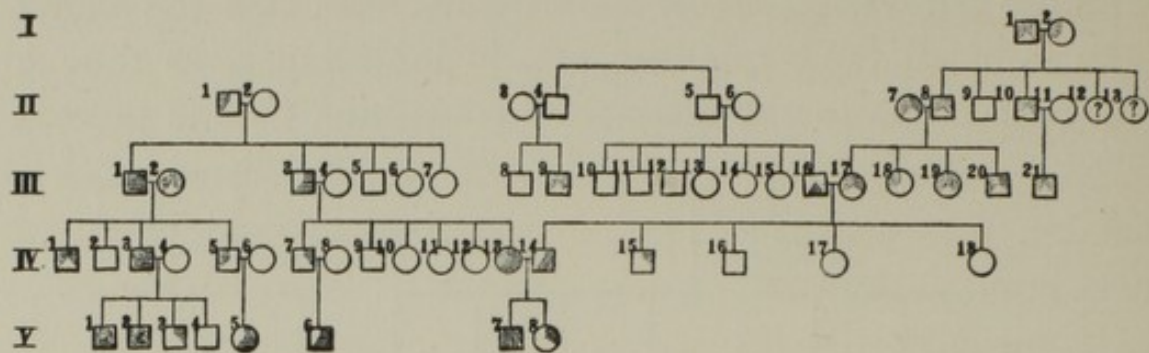 I 1 2
II 1 2 3 4 5 6 7 8 9 10 11 12 13
III 1 2 3 4 5 6 7 8 9 10 11 12 13 14 15 16 17 18 19 20 21
IV 1 2 3 4 5 6 7 8 9 10 11 12 13 14 15 16 17 18
V 1 2 3 4 5 6 7 8
? ?